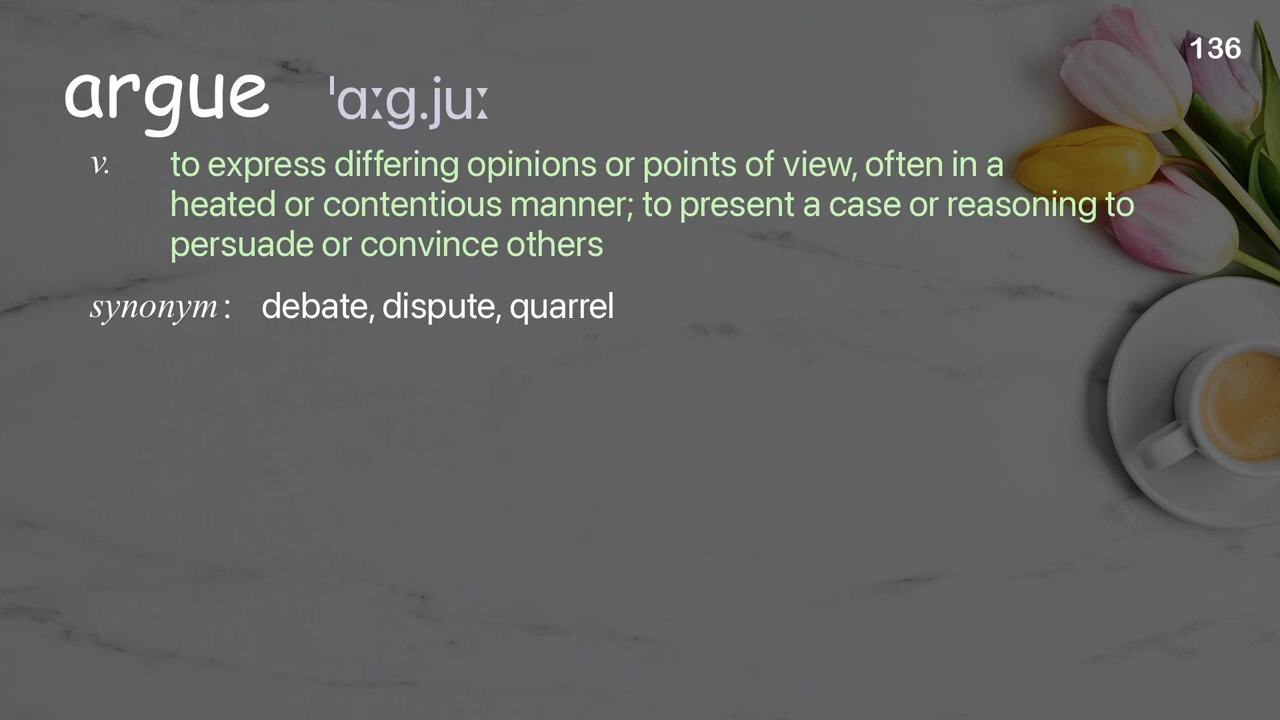 136
argue ˈɑːɡ.juː
v. to express differing opinions or points of view, often in a
heated or contentious manner; to present a case or reasoning to
persuade or convince others
synonym: debate, dispute, quarrel